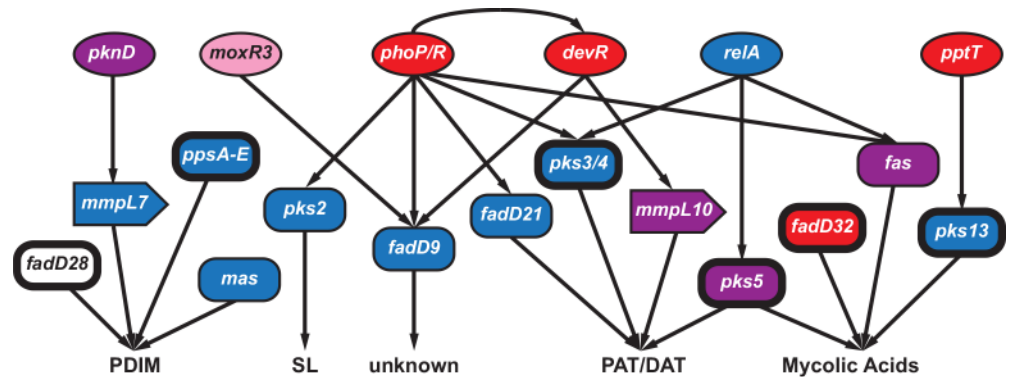 pknD
moxR3
phoP/R
devR
relA
pptT
ppsA-E
pks3/4
fas
mmpL7
pks2
fadD21
mmpL10
fadD32
pks13
fadD9
fadD28
mas
pks5
PDIM
SL
unknown
PAT/DAT
Mycolic Acids